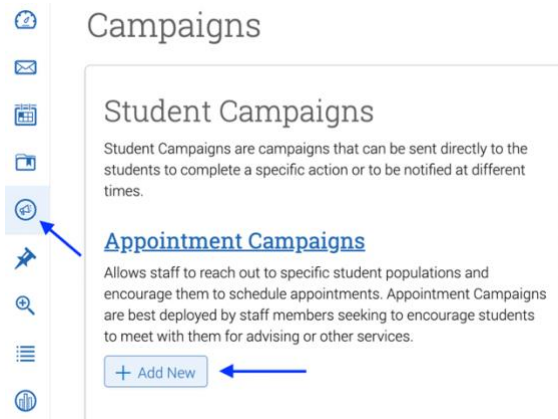 Campaigns
Student Campaigns
Student Campaigns are campaigns that can be sent directly to the
students to complete a specific action or to be notified at different
times.
Appointment Campaigns
Allows staff to reach out to specific student populations and
encourage them to schedule appointments. Appointment Campaigns
are best deployed by staff members seeking to encourage students
to meet with them for advising or other services.
+ Add New